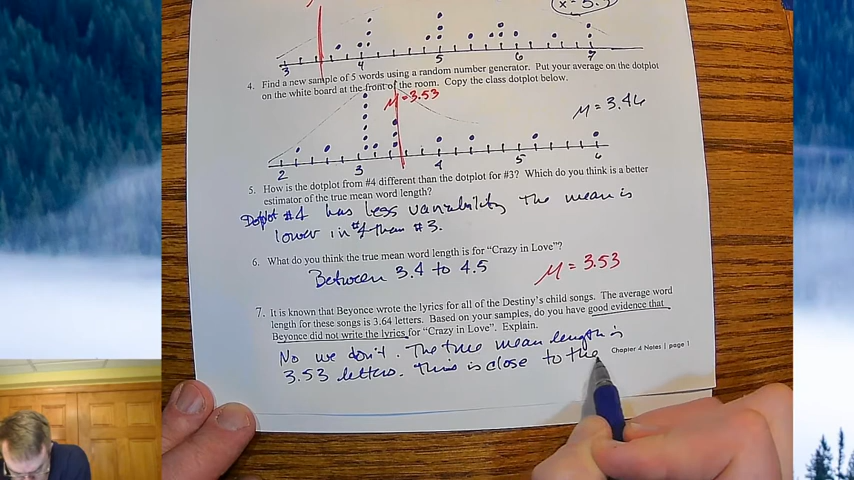 3 4 5 6 7
4. Find a new sample of 5 words using a random number generator. Put your average on the dotplot
on the white board at the front of the room. Copy the class dotplot below.
μ = 3.53
μ = 3.46
2 3 4 5 6
5. How is the dotplot from #4 different than the dotplot for #3? Which do you think is a better
estimator of the true mean word length?
Dotplot #4 has less variability The mean is
lower in #4 than #3.
6. What do you think the true mean word length is for "Crazy in Love"?
Between 3.4 to 4.5
μ = 3.53
7. It is known that Beyonce wrote the lyrics for all of the Destiny's child songs. The average word
length for these songs is 3.64 letters. Based on your samples, do you have good evidence that
Beyonce did not write the lyrics for "Crazy in Love". Explain.
No we don't. The true mean length is
3.53 letters. This is close to the
Chapter 4 Notes | page 1